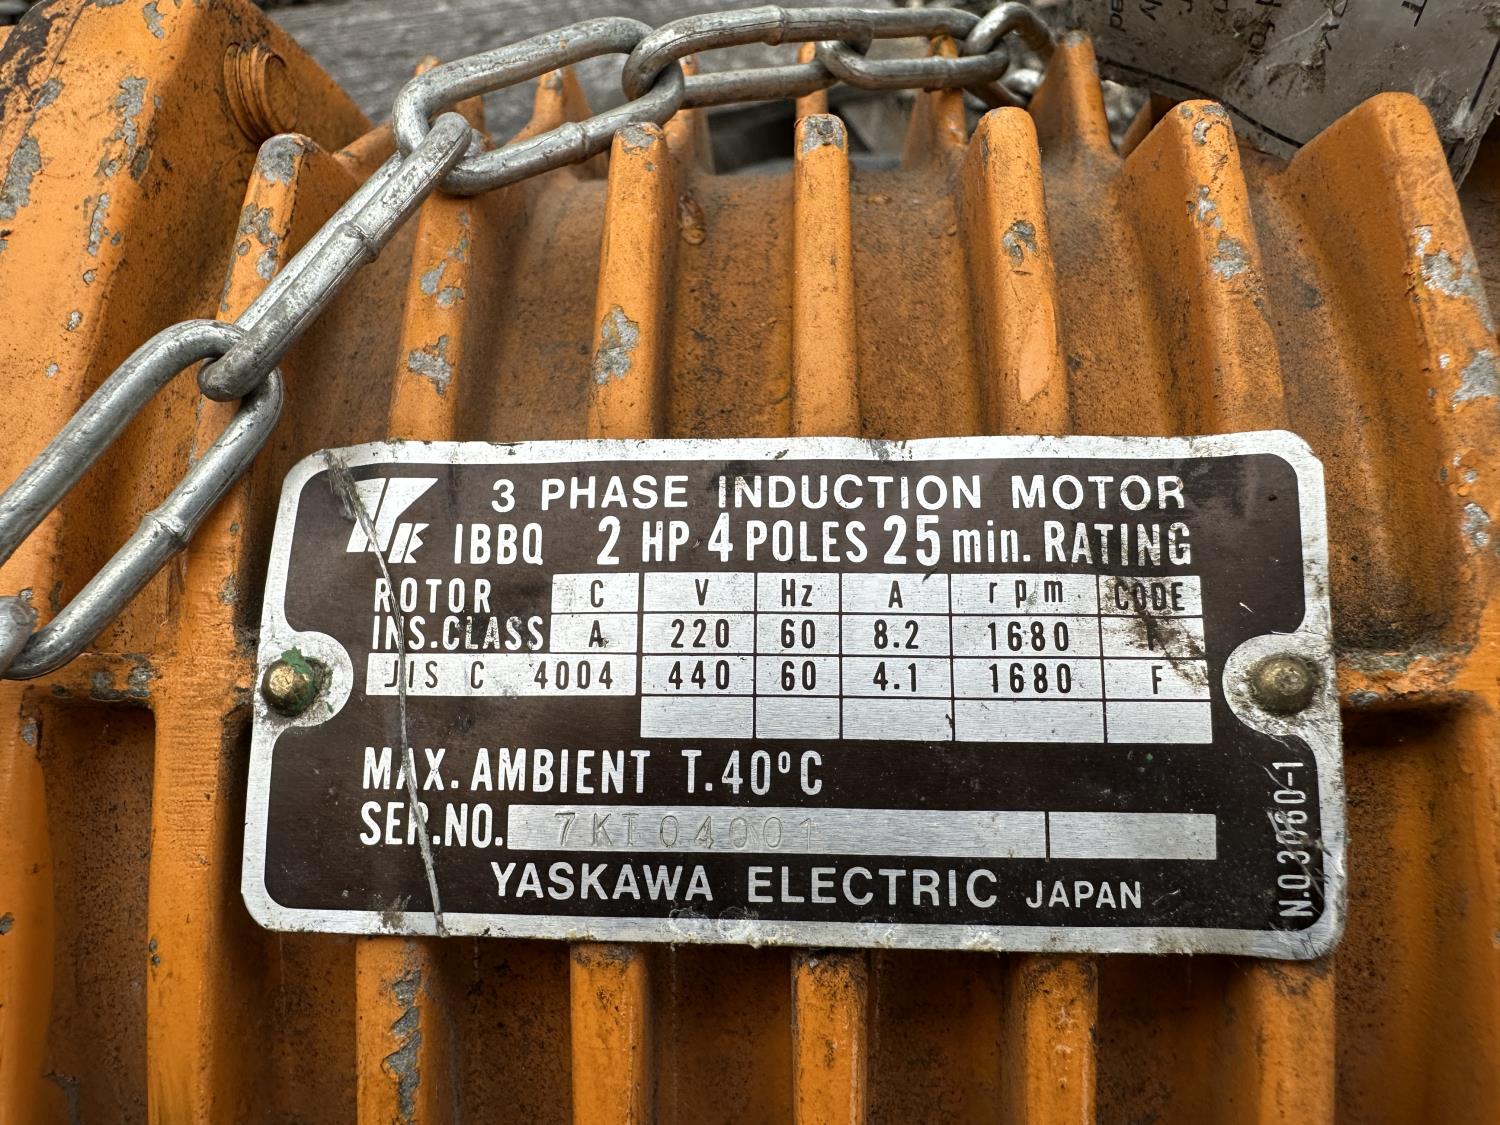 3 PHASE INDUCTION MOTOR
YK IBBQ 2 HP 4 POLES 25 min. RATING
ROTOR C V Hz A rpm CODE
INS.CLASS A 220 60 8.2 1680
JIS C 4004 440 60 4.1 1680 F
MAX. AMBIENT T. 40°C
SER.NO. 7KT04001
YASKAWA ELECTRIC JAPAN